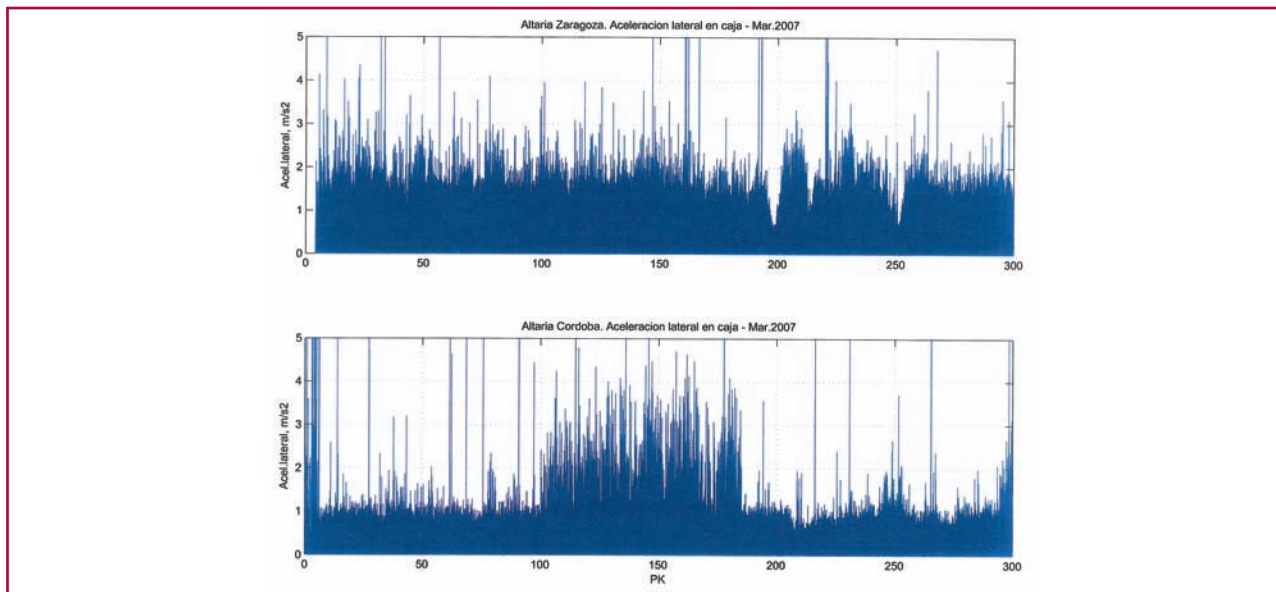 Altaria Zaragoza. Aceleracion lateral en caja - Mar.2007
5
4
3
2
1
0
Acel.lateral, m/s2
0 50 100 150 200 250 300
Altaria Cordoba. Aceleracion lateral en caja - Mar.2007
5
4
3
2
1
0
Acel.lateral, m/s2
0 50 100 150 200 250 300
PK